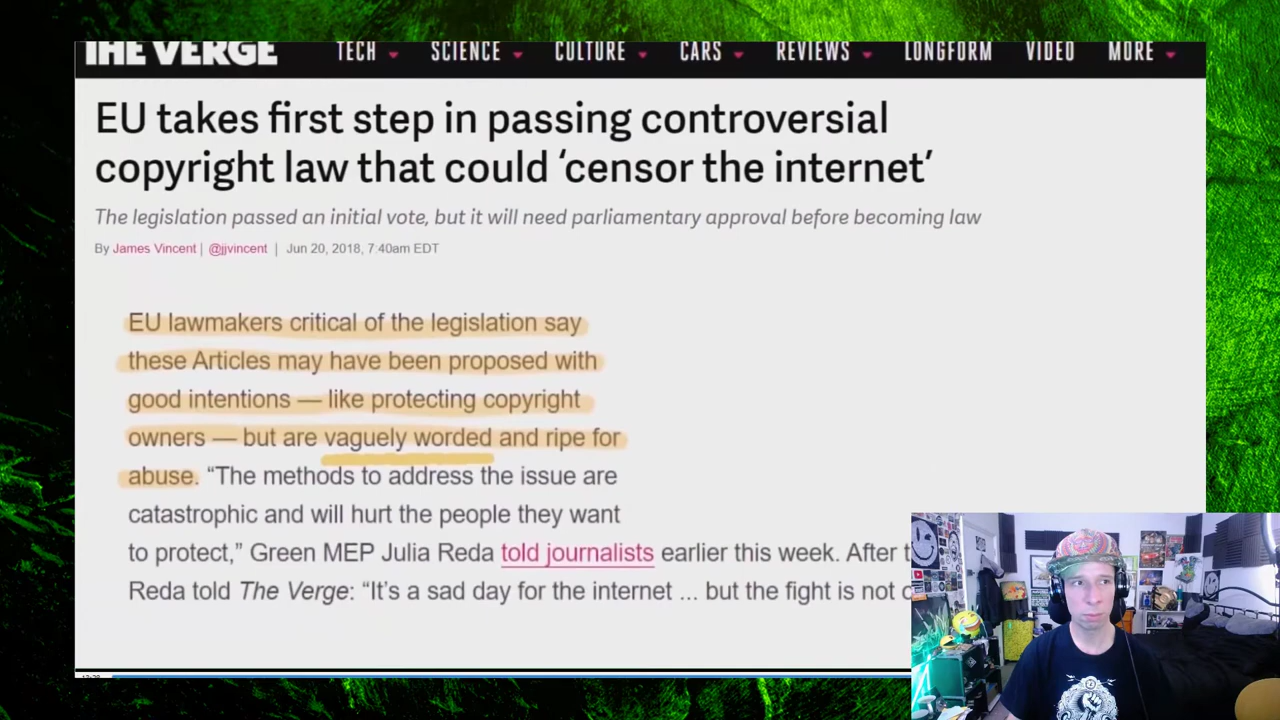 THE VERGE TECH SCIENCE CULTURE CARS REVIEWS LONGFORM VIDEO MORE
EU takes first step in passing controversial
copyright law that could ‘censor the internet’
The legislation passed an initial vote, but it will need parliamentary approval before becoming law
By James Vincent | @jjvincent | Jun 20, 2018, 7:40am EDT
EU lawmakers critical of the legislation say
these Articles may have been proposed with
good intentions — like protecting copyright
owners — but are vaguely worded and ripe for
abuse. “The methods to address the issue are
catastrophic and will hurt the people they want
to protect,” Green MEP Julia Reda told journalists earlier this week. After
Reda told The Verge: “It’s a sad day for the internet ... but the fight is not